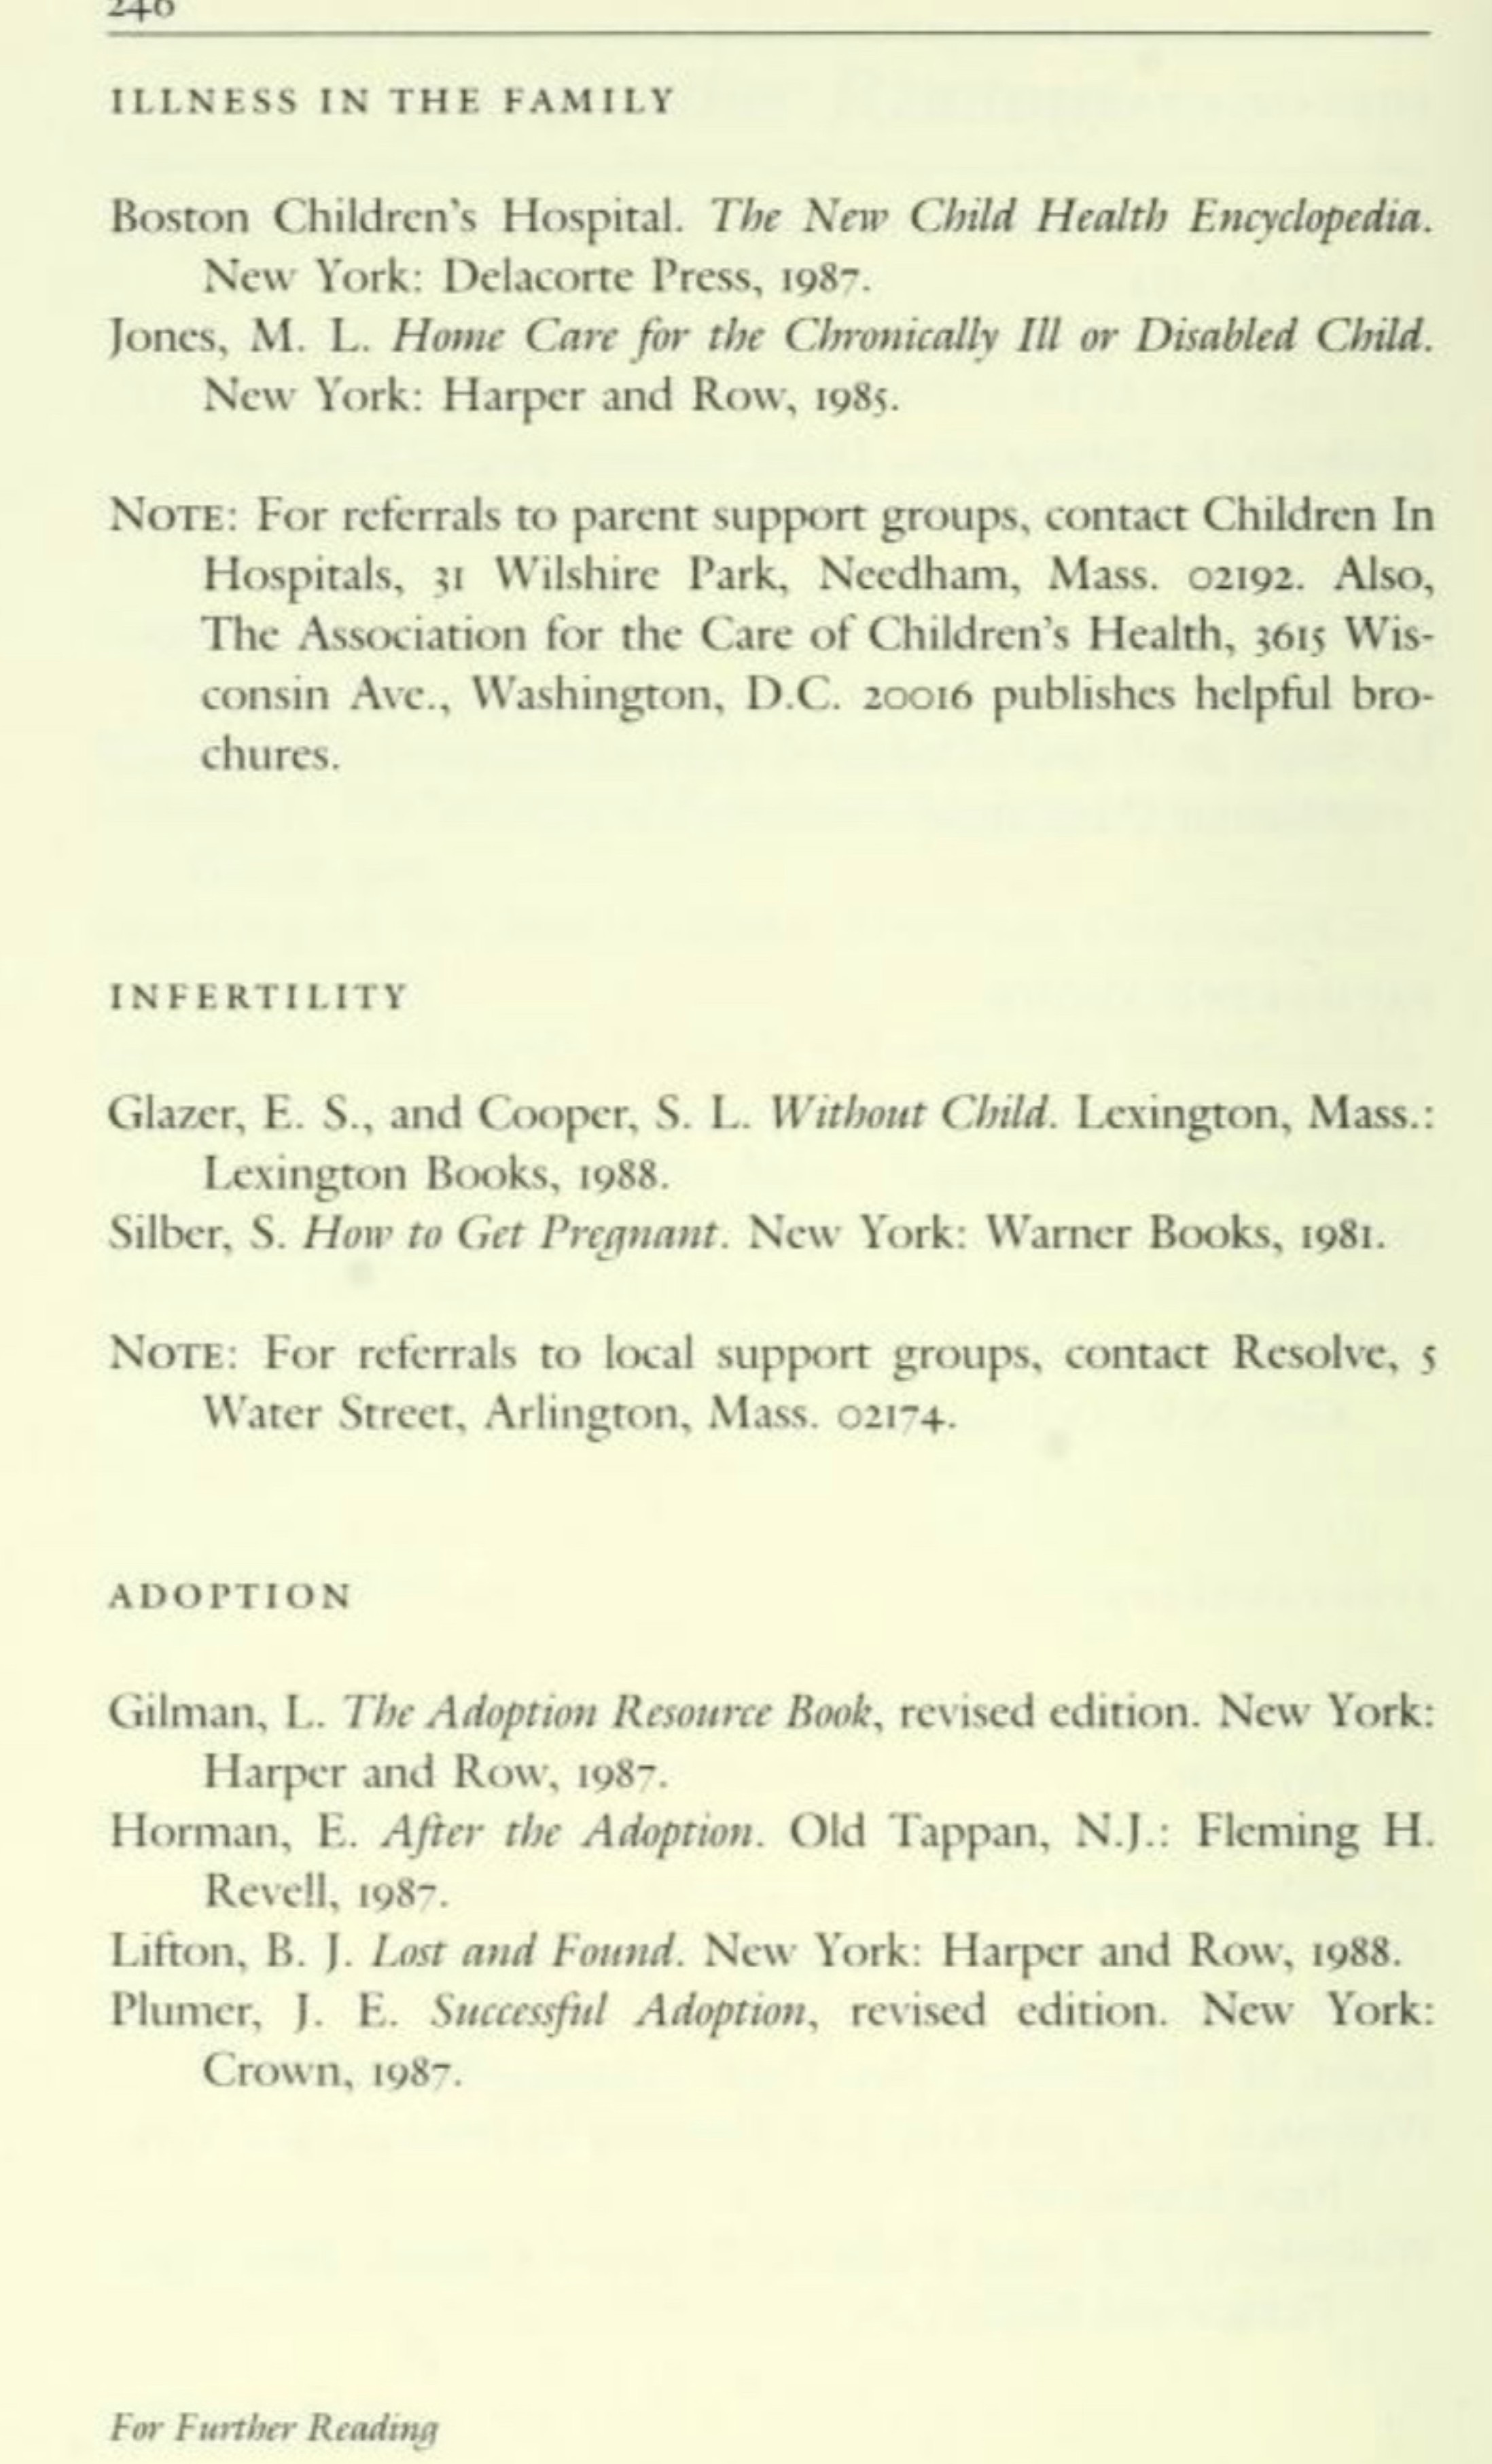 246
ILLNESS IN THE FAMILY
Boston Children's Hospital. The New Child Health Encyclopedia.
New York: Delacorte Press, 1987.
Jones, M. L. Home Care for the Chronically Ill or Disabled Child.
New York: Harper and Row, 1985.
NOTE: For referrals to parent support groups, contact Children In
Hospitals, 31 Wilshire Park, Needham, Mass. 02192. Also,
The Association for the Care of Children's Health, 3615 Wis-
consin Ave., Washington, D.C. 20016 publishes helpful bro-
chures.
INFERTILITY
Glazer, E. S., and Cooper, S. L. Without Child. Lexington, Mass.:
Lexington Books, 1988.
Silber, S. How to Get Pregnant. New York: Warner Books, 1981.
NOTE: For referrals to local support groups, contact Resolve, 5
Water Street, Arlington, Mass. 02174.
ADOPTION
Gilman, L. The Adoption Resource Book, revised edition. New York:
Harper and Row, 1987.
Horman, E. After the Adoption. Old Tappan, N.J.: Fleming H.
Revell, 1987.
Lifton, B. J. Lost and Found. New York: Harper and Row, 1988.
Plumer, J. E. Successful Adoption, revised edition. New York:
Crown, 1987.
For Further Reading